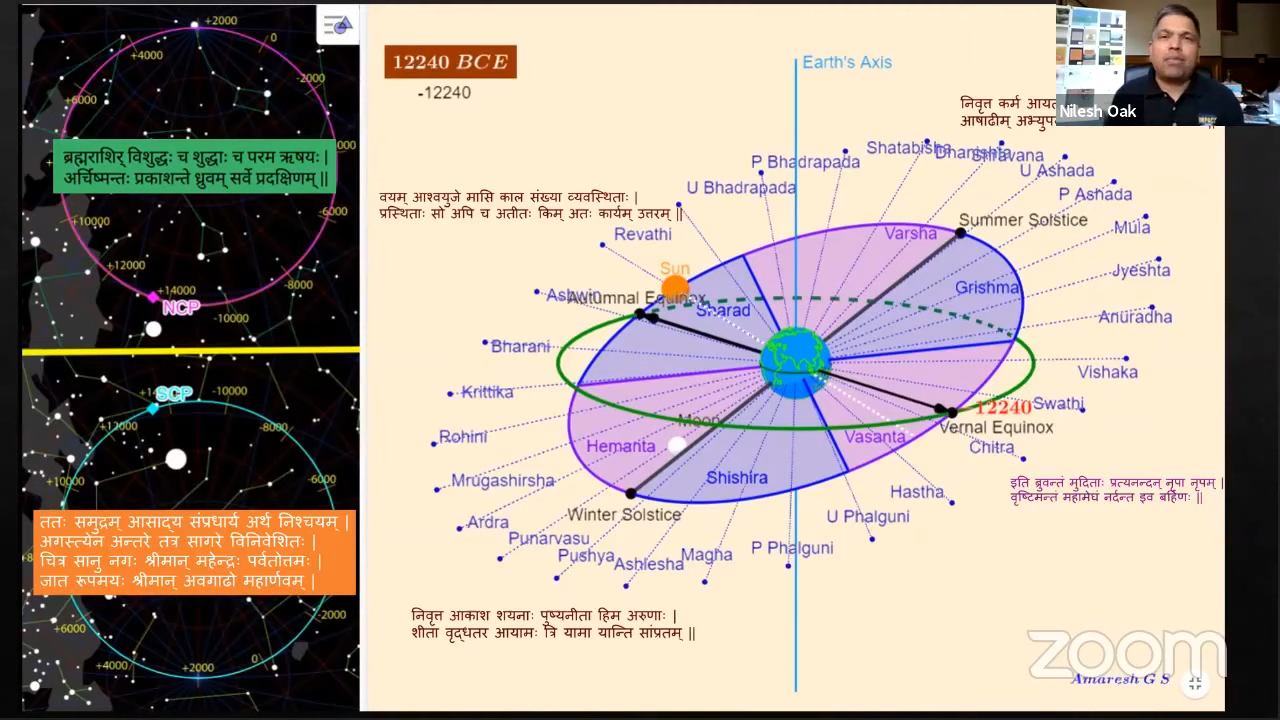 +2000
+4000
0
-2000
+6000
ब्रह्मराशिर् विशुद्धः च शुद्धाः च परम ऋषयः |
अर्चिष्मन्तः प्रकाशन्ते ध्रुवम् सर्वे प्रदक्षिणम् ||
-6000
+10000
+12000
-8000
+14000
NCP
-10000
SCP
-10000
+12000
-8000
+10000
-6000
ततः समुद्रम् आसाद्य संप्रधार्य अर्थ निश्चयम् |
अगस्त्येन अन्तरे तत्र सागरे विनिवेशितः |
चित्र सानु नगः श्रीमान् महेन्द्रः पर्वतोत्तमः |
जात रूपमयः श्रीमान् अवगाढो महार्णवम् |
-2000
+6000
+4000
0
+2000
12240 BCE
-12240
Earth's Axis
Nilesh Oak
निवृत्त कर्म
वयम् आश्वयुजे मासि काल संख्या व्यवस्थिताः |
प्रस्थिताः सो अपि च अतीतः किम् अतः कार्यम् उत्तरम् ||
P Bhadrapada
Shatabisha
Dhanishta
Shravana
U Ashada
U Bhadrapada
P Ashada
Revathi
Varsha
Summer Solstice
Mula
Sun
Jyeshta
Ashwin
Autumnal Equinox
Sharad
Grishma
Anuradha
Bharani
Vishaka
Krittika
12240
Swathi
Moon
Vernal Equinox
Rohini
Hemanta
Vasanta
Chitra
Mrugashirsha
Shishira
इति ब्रुवन्तं मुदिताः प्रत्यनन्दन् नृपा नृपम् |
वृष्टिमन्तं महामेघं नर्दन्त इव बर्हिणः ||
Hastha
Ardra
Winter Solstice
U Phalguni
Punarvasu
Pushya
Ashlesha
Magha
P Phalguni
निवृत्त आकाश शयनाः पुष्यनीता हिम अरुणाः |
शीता वृद्धतर आयामः त्रि यामा यान्ति सांप्रतम् ||
zoom
Amaresh G S